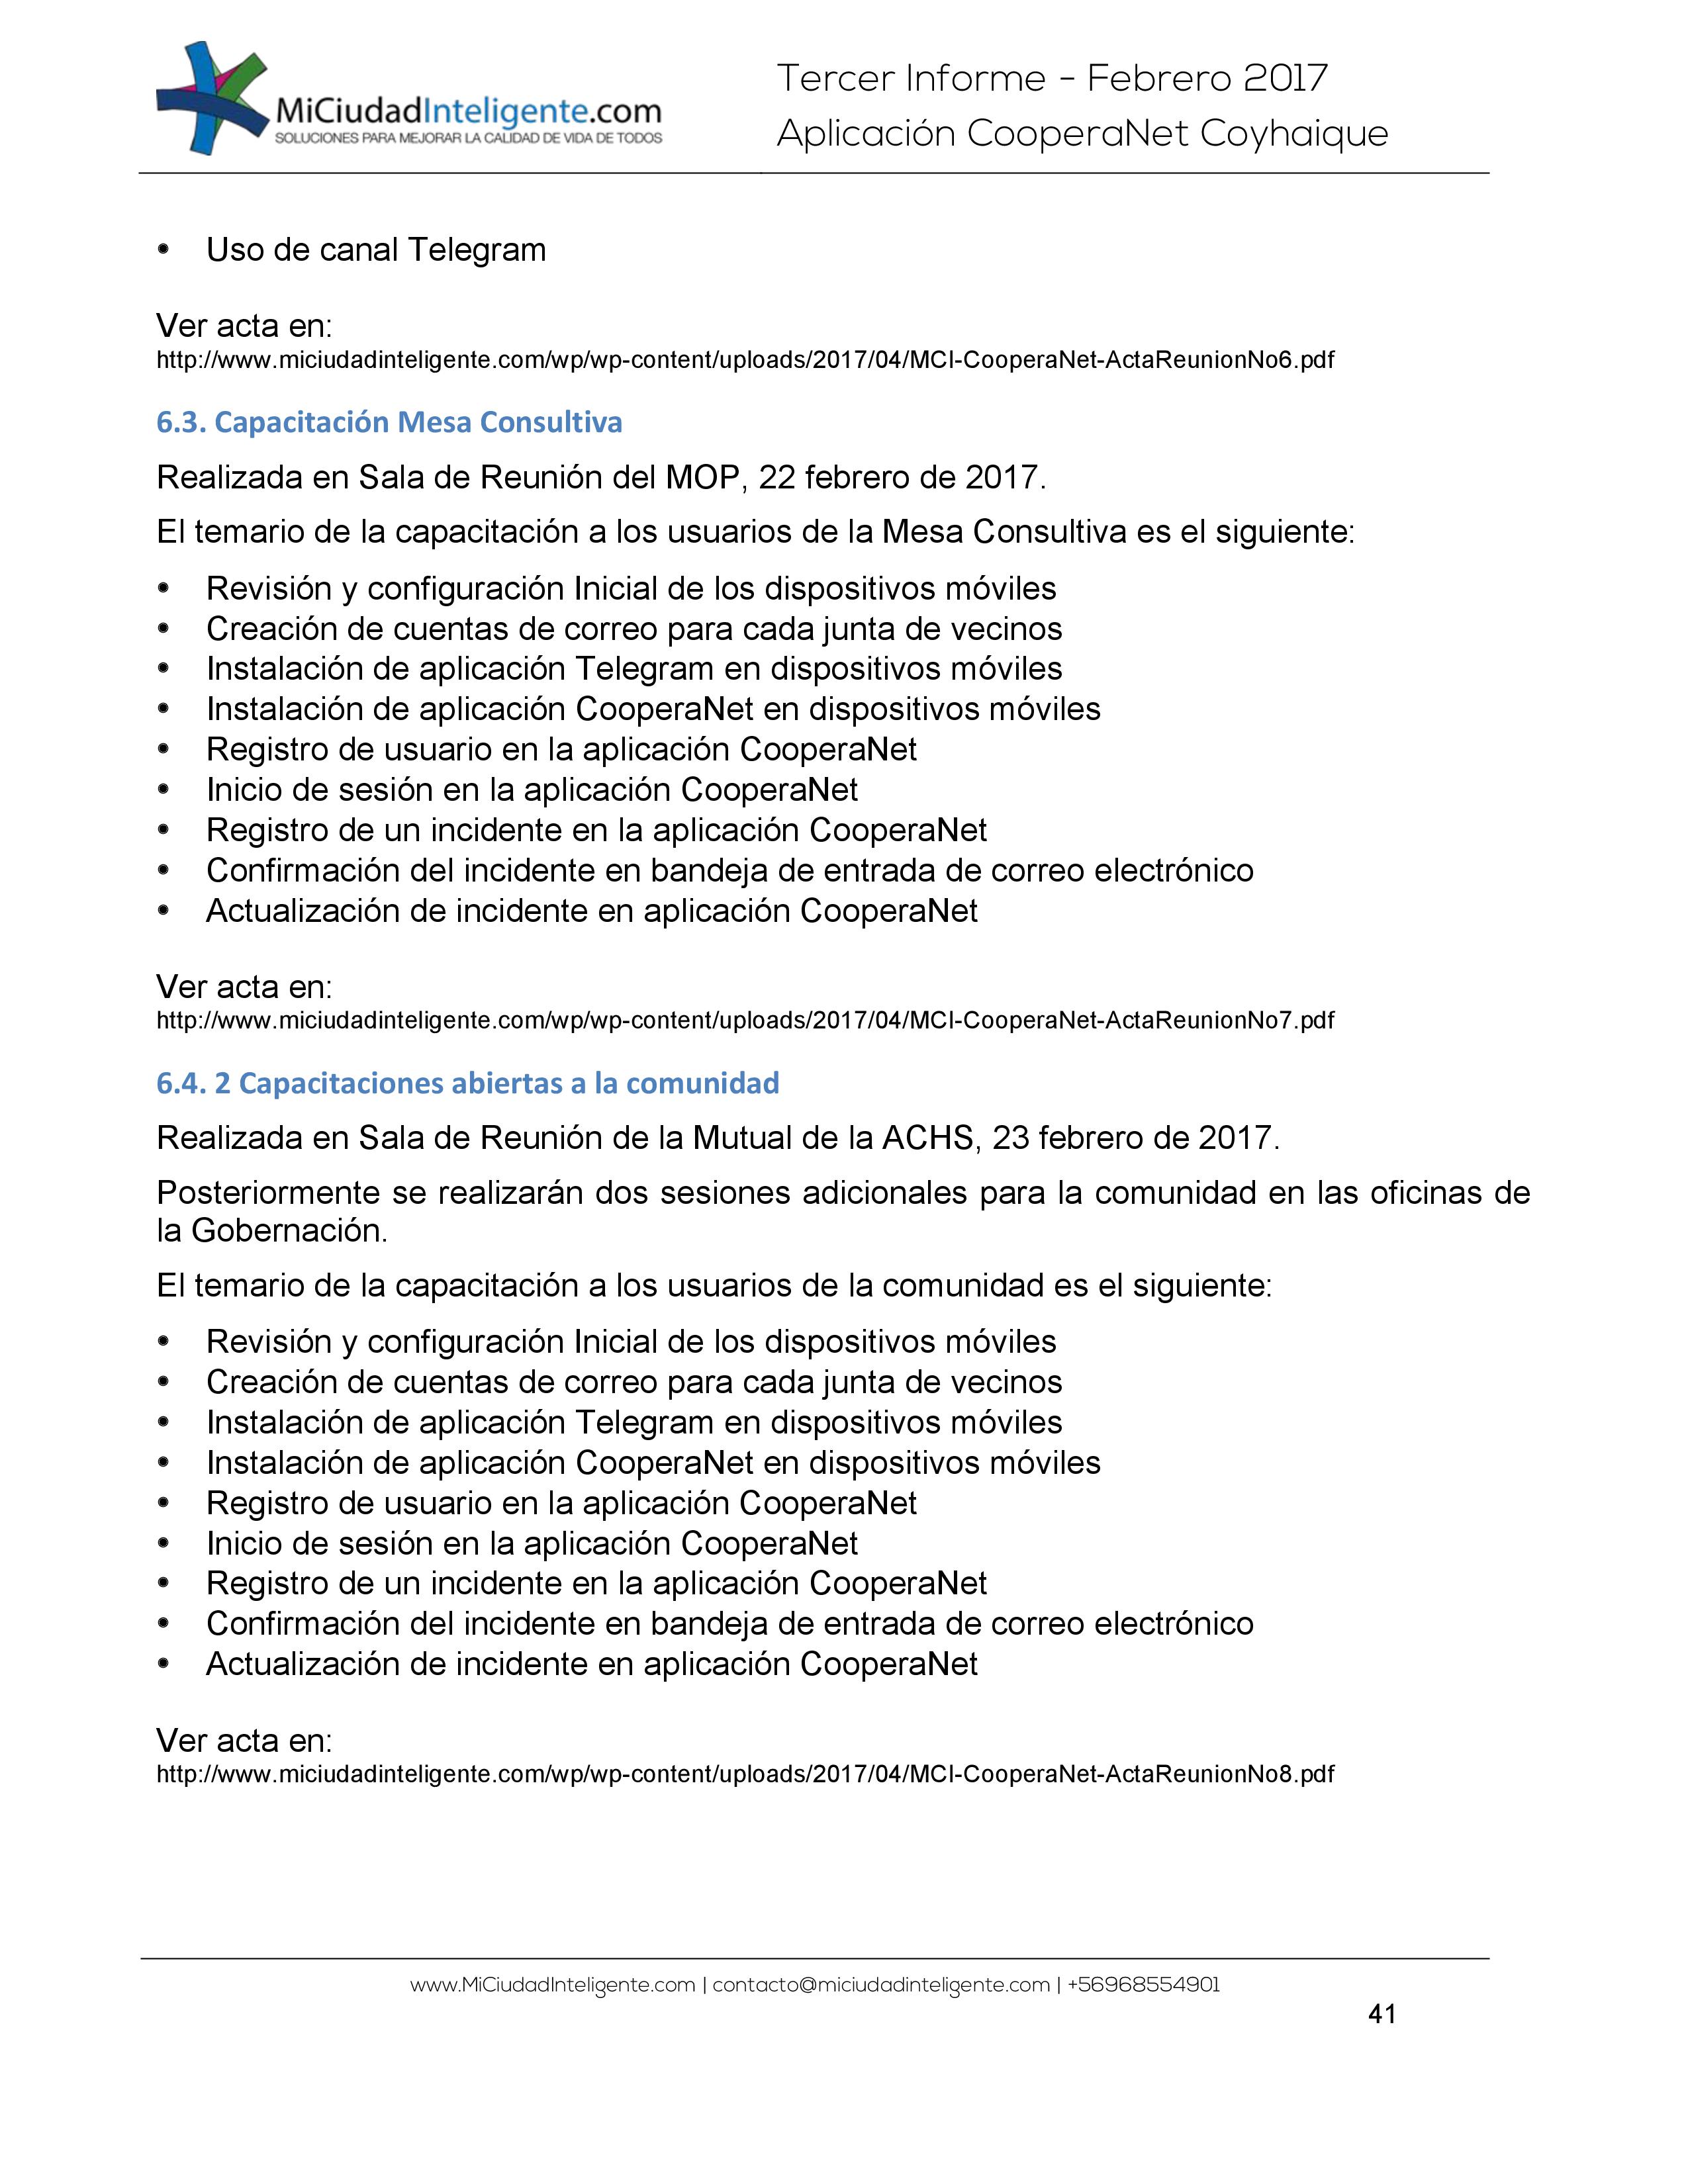 MiCiudadInteligente.com
SOLUCIONES PARA MEJORAR LA CALIDAD DE VIDA DE TODOS
Tercer Informe - Febrero 2017
Aplicación CooperaNet Coyhaique
• Uso de canal Telegram
Ver acta en:
http://www.miciudadinteligente.com/wp/wp-content/uploads/2017/04/MCI-CooperaNet-ActaReunionNo6.pdf
6.3. Capacitación Mesa Consultiva
Realizada en Sala de Reunión del MOP, 22 febrero de 2017.
El temario de la capacitación a los usuarios de la Mesa Consultiva es el siguiente:
• Revisión y configuración Inicial de los dispositivos móviles
• Creación de cuentas de correo para cada junta de vecinos
• Instalación de aplicación Telegram en dispositivos móviles
• Instalación de aplicación CooperaNet en dispositivos móviles
• Registro de usuario en la aplicación CooperaNet
• Inicio de sesión en la aplicación CooperaNet
• Registro de un incidente en la aplicación CooperaNet
• Confirmación del incidente en bandeja de entrada de correo electrónico
• Actualización de incidente en aplicación CooperaNet
Ver acta en:
http://www.miciudadinteligente.com/wp/wp-content/uploads/2017/04/MCI-CooperaNet-ActaReunionNo7.pdf
6.4. 2 Capacitaciones abiertas a la comunidad
Realizada en Sala de Reunión de la Mutual de la ACHS, 23 febrero de 2017.
Posteriormente se realizarán dos sesiones adicionales para la comunidad en las oficinas de
la Gobernación.
El temario de la capacitación a los usuarios de la comunidad es el siguiente:
• Revisión y configuración Inicial de los dispositivos móviles
• Creación de cuentas de correo para cada junta de vecinos
• Instalación de aplicación Telegram en dispositivos móviles
• Instalación de aplicación CooperaNet en dispositivos móviles
• Registro de usuario en la aplicación CooperaNet
• Inicio de sesión en la aplicación CooperaNet
• Registro de un incidente en la aplicación CooperaNet
• Confirmación del incidente en bandeja de entrada de correo electrónico
• Actualización de incidente en aplicación CooperaNet
Ver acta en:
http://www.miciudadinteligente.com/wp/wp-content/uploads/2017/04/MCI-CooperaNet-ActaReunionNo8.pdf
www.MiCiudadInteligente.com | contacto@miciudadinteligente.com | +56968554901
41